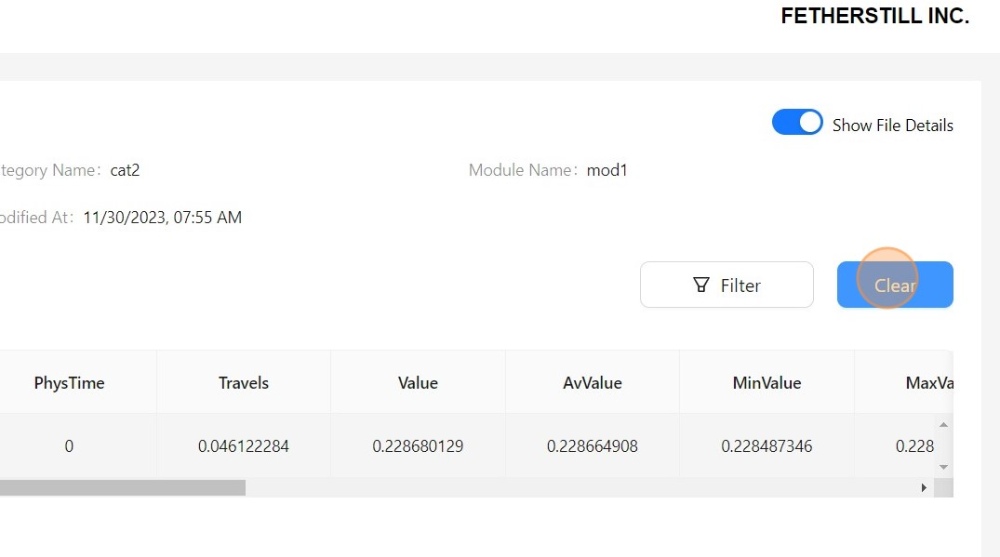 FETHERSTILL INC.
Show File Details
tegory Name: cat2
Module Name: mod1
odified At: 11/30/2023, 07:55 AM
Filter
Clear
PhysTime Travels Value AvValue MinValue MaxVa
0 0.046122284 0.228680129 0.228664908 0.228487346 0.228